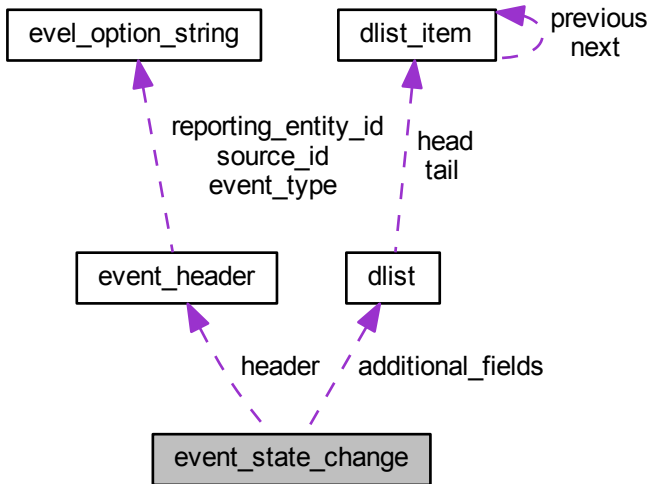 evel_option_string
dlist_item
previous
next
reporting_entity_id
source_id
event_type
head
tail
event_header
dlist
header
additional_fields
event_state_change